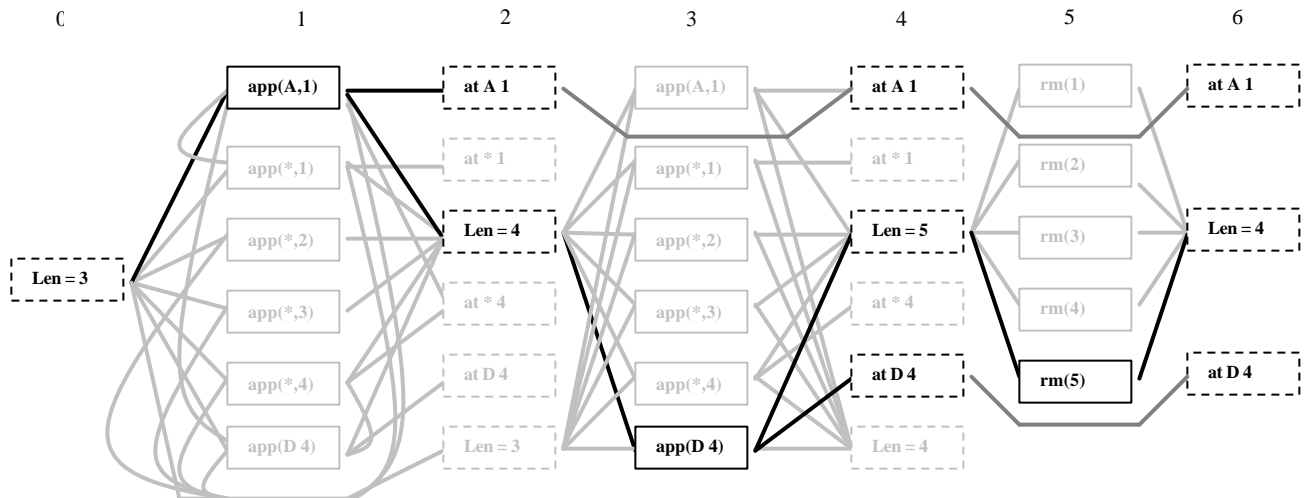 0 1 2 3 4 5 6
app(A,1) at A 1 app(A,1) at A 1 rm(1) at A 1
app(*,1) at * 1 app(*,1) at * 1 rm(2)
app(*,2) Len = 4 app(*,2) Len = 5 rm(3) Len = 4
Len = 3
app(*,3) at * 4 app(*,3) at * 4 rm(4)
app(*,4) at D 4 app(*,4) at D 4 rm(5) at D 4
app(D 4) Len = 3 app(D 4) Len = 4